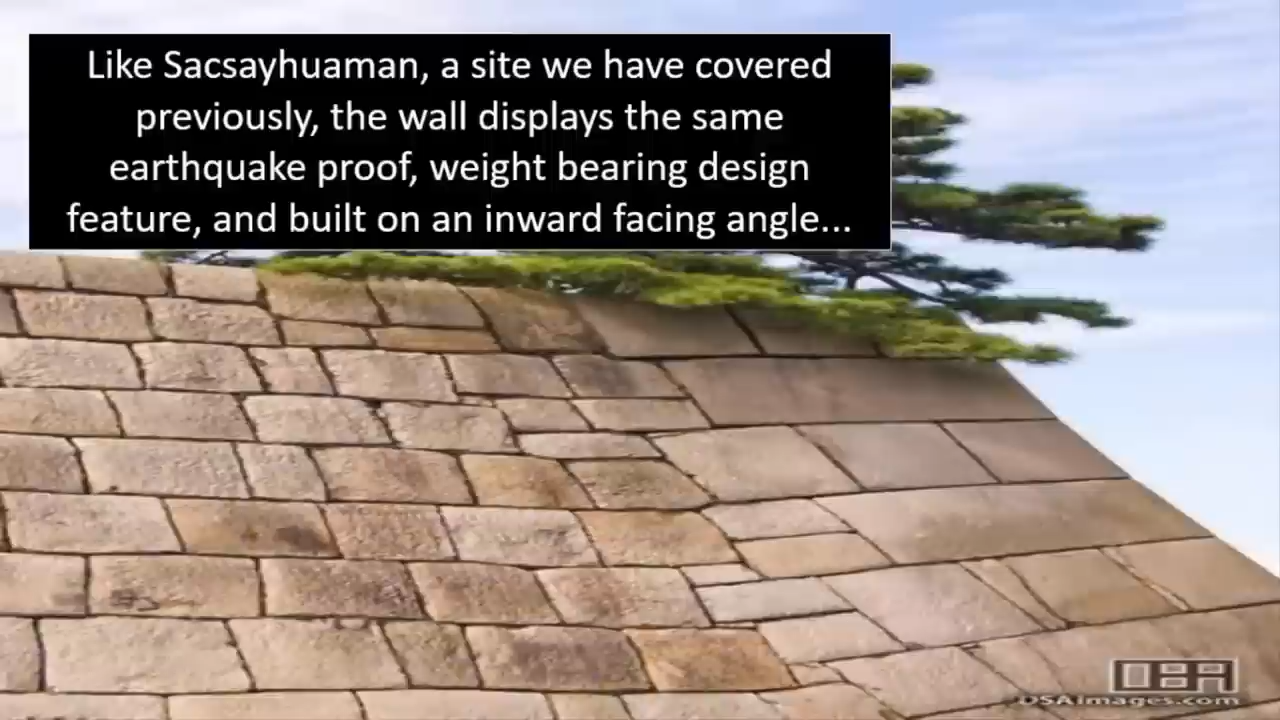 Like Sacsayhuaman, a site we have covered
previously, the wall displays the same
earthquake proof, weight bearing design
feature, and built on an inward facing angle...
DSAimages.com